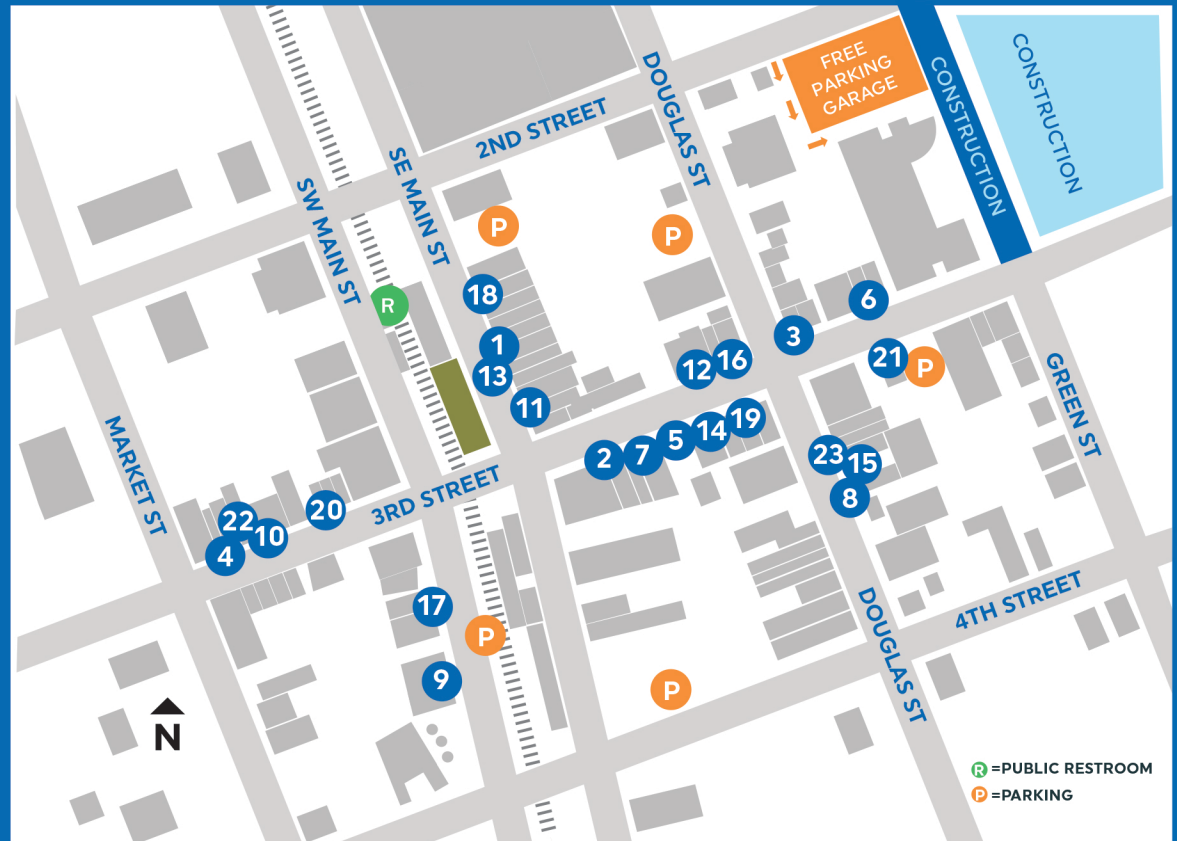 FREE
PARKING
GARAGE
CONSTRUCTION
CONSTRUCTION
DOUGLAS ST
2ND STREET
SE MAIN ST
SW MAIN ST
P
P
R
18
6
3
1
21
P
16
12
13
11
GREEN ST
MARKET ST
19
14
5
7
2
23
15
8
3RD STREET
20
22
10
4
17
P
9
P
4TH STREET
DOUGLAS ST
N
R =PUBLIC RESTROOM
P =PARKING